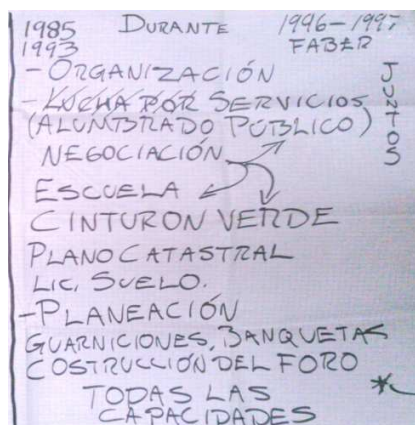 1985 DURANTE 1996-1997
1993 FABER
- ORGANIZACIÓN
- LUCHA POR SERVICIOS
(ALUMBRADO PÚBLICO)
JUNTOS
NEGOCIACIÓN
ESCUELA
CINTURON VERDE
PLANO CATASTRAL
LIC. SUELO.
- PLANEACIÓN
GUARNICIONES, BANQUETAS
COSTRUCCIÓN DEL FORO
TODAS LAS
CAPACIDADES